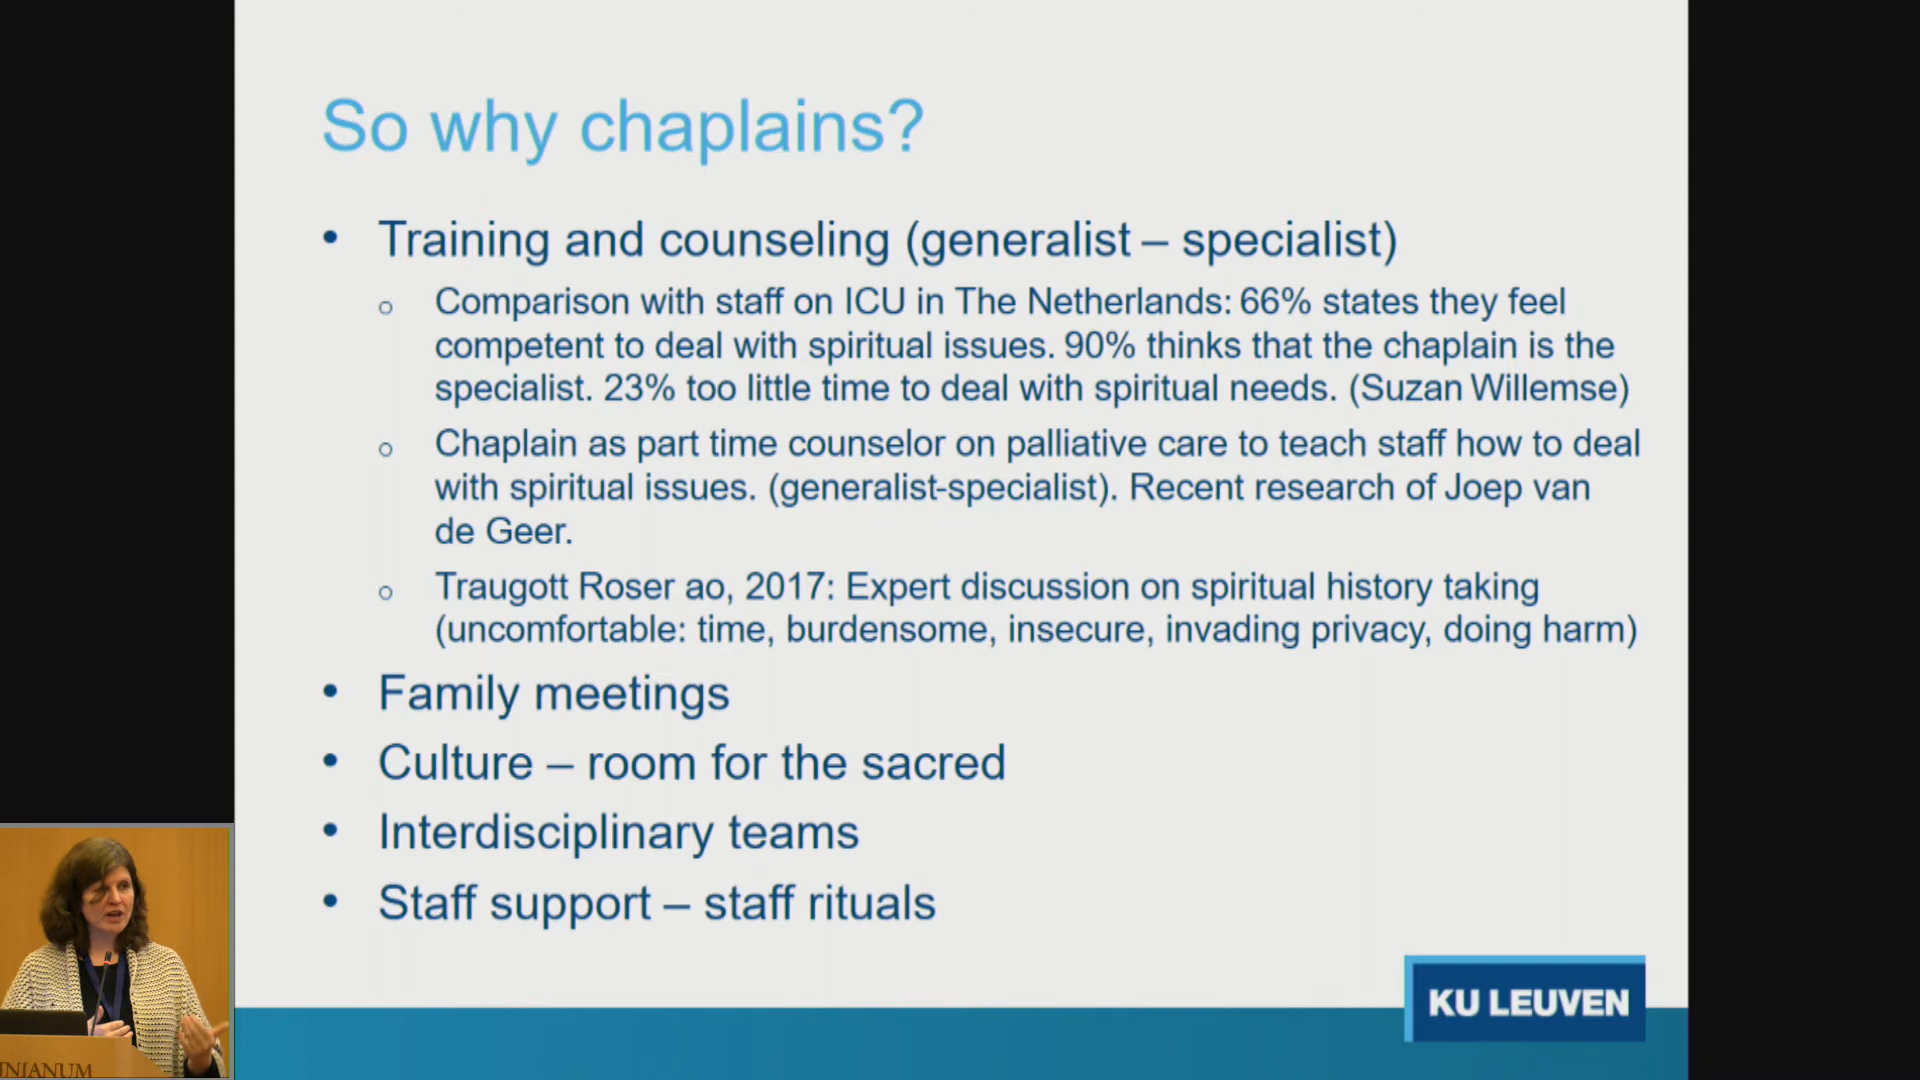 So why chaplains?
• Training and counseling (generalist – specialist)
o Comparison with staff on ICU in The Netherlands: 66% states they feel
competent to deal with spiritual issues. 90% thinks that the chaplain is the
specialist. 23% too little time to deal with spiritual needs. (Suzan Willemse)
o Chaplain as part time counselor on palliative care to teach staff how to deal
with spiritual issues. (generalist-specialist). Recent research of Joep van
de Geer.
o Traugott Roser ao, 2017: Expert discussion on spiritual history taking
(uncomfortable: time, burdensome, insecure, invading privacy, doing harm)
• Family meetings
• Culture – room for the sacred
• Interdisciplinary teams
• Staff support – staff rituals
KU LEUVEN
INIANUM